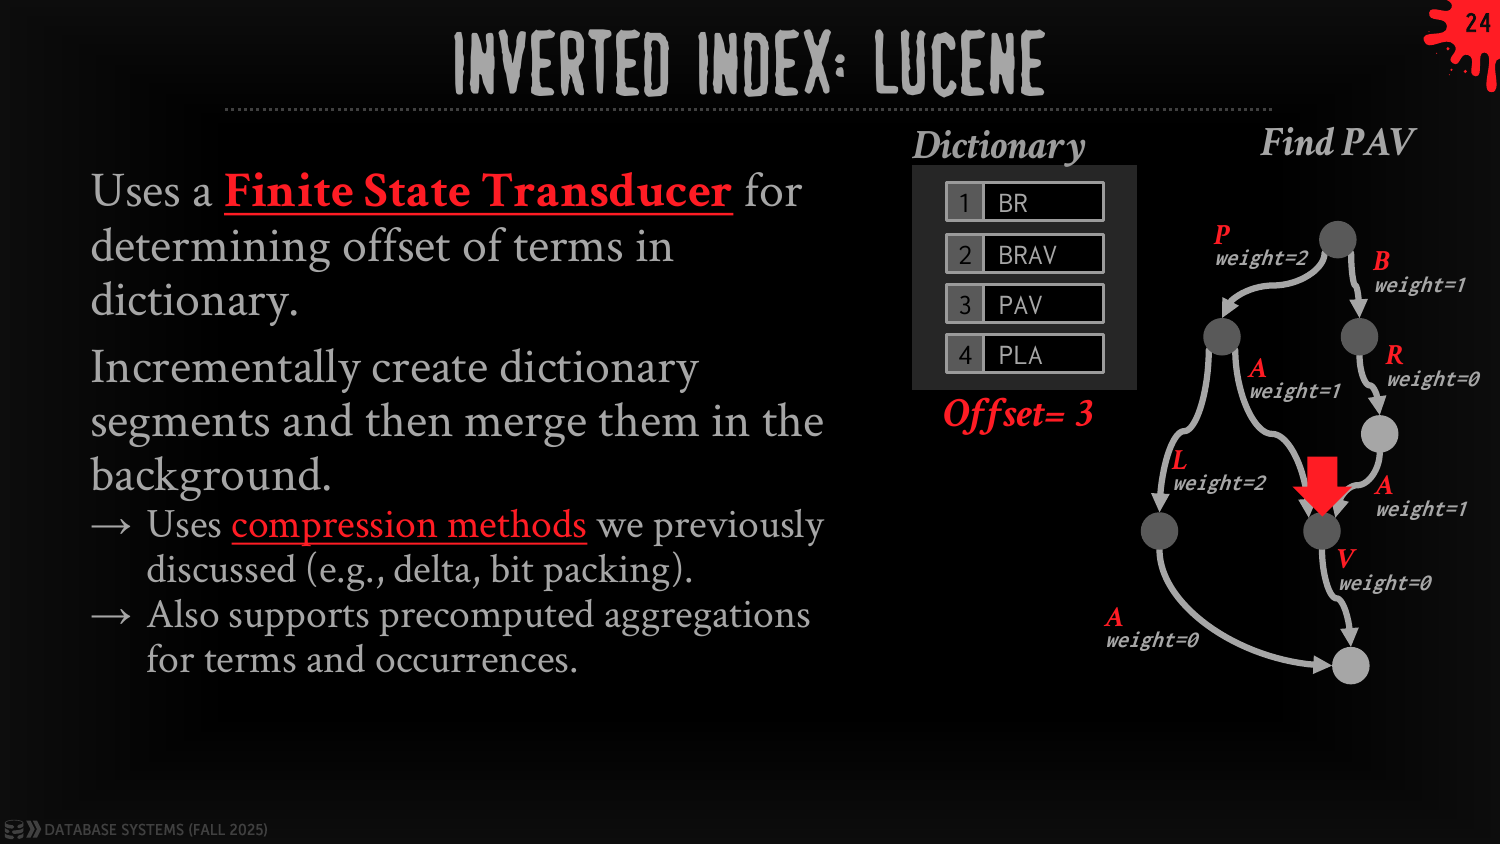 24
INVERTED INDEX: LUCENE
Uses a Finite State Transducer for
determining offset of terms in
dictionary.
Incrementally create dictionary
segments and then merge them in the
background.
→ Uses compression methods we previously
discussed (e.g., delta, bit packing).
→ Also supports precomputed aggregations
for terms and occurrences.
Dictionary
1 BR
2 BRAV
3 PAV
4 PLA
Offset= 3
Find PAV
P
weight=2
B
weight=1
A
weight=1
R
weight=0
L
weight=2
A
weight=1
V
weight=0
A
weight=0
DATABASE SYSTEMS (FALL 2025)